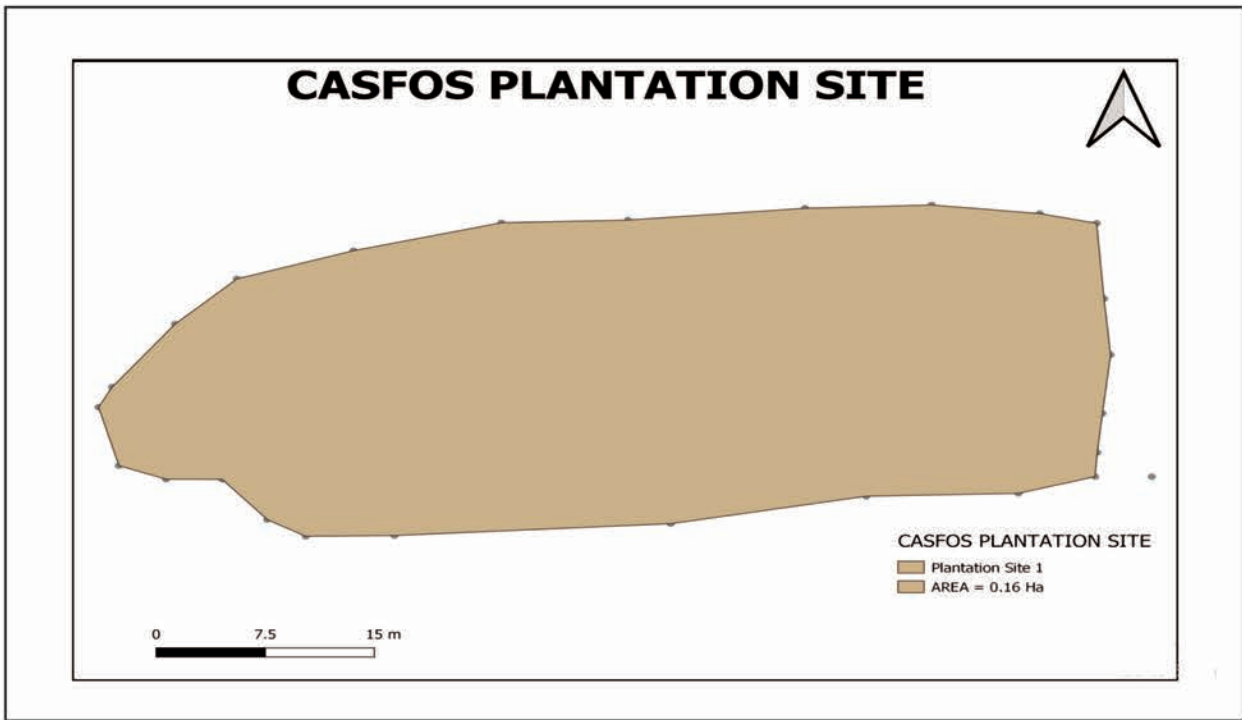 CASFOS PLANTATION SITE
CASFOS PLANTATION SITE
Plantation Site 1
AREA = 0.16 Ha
0 7.5 15 m